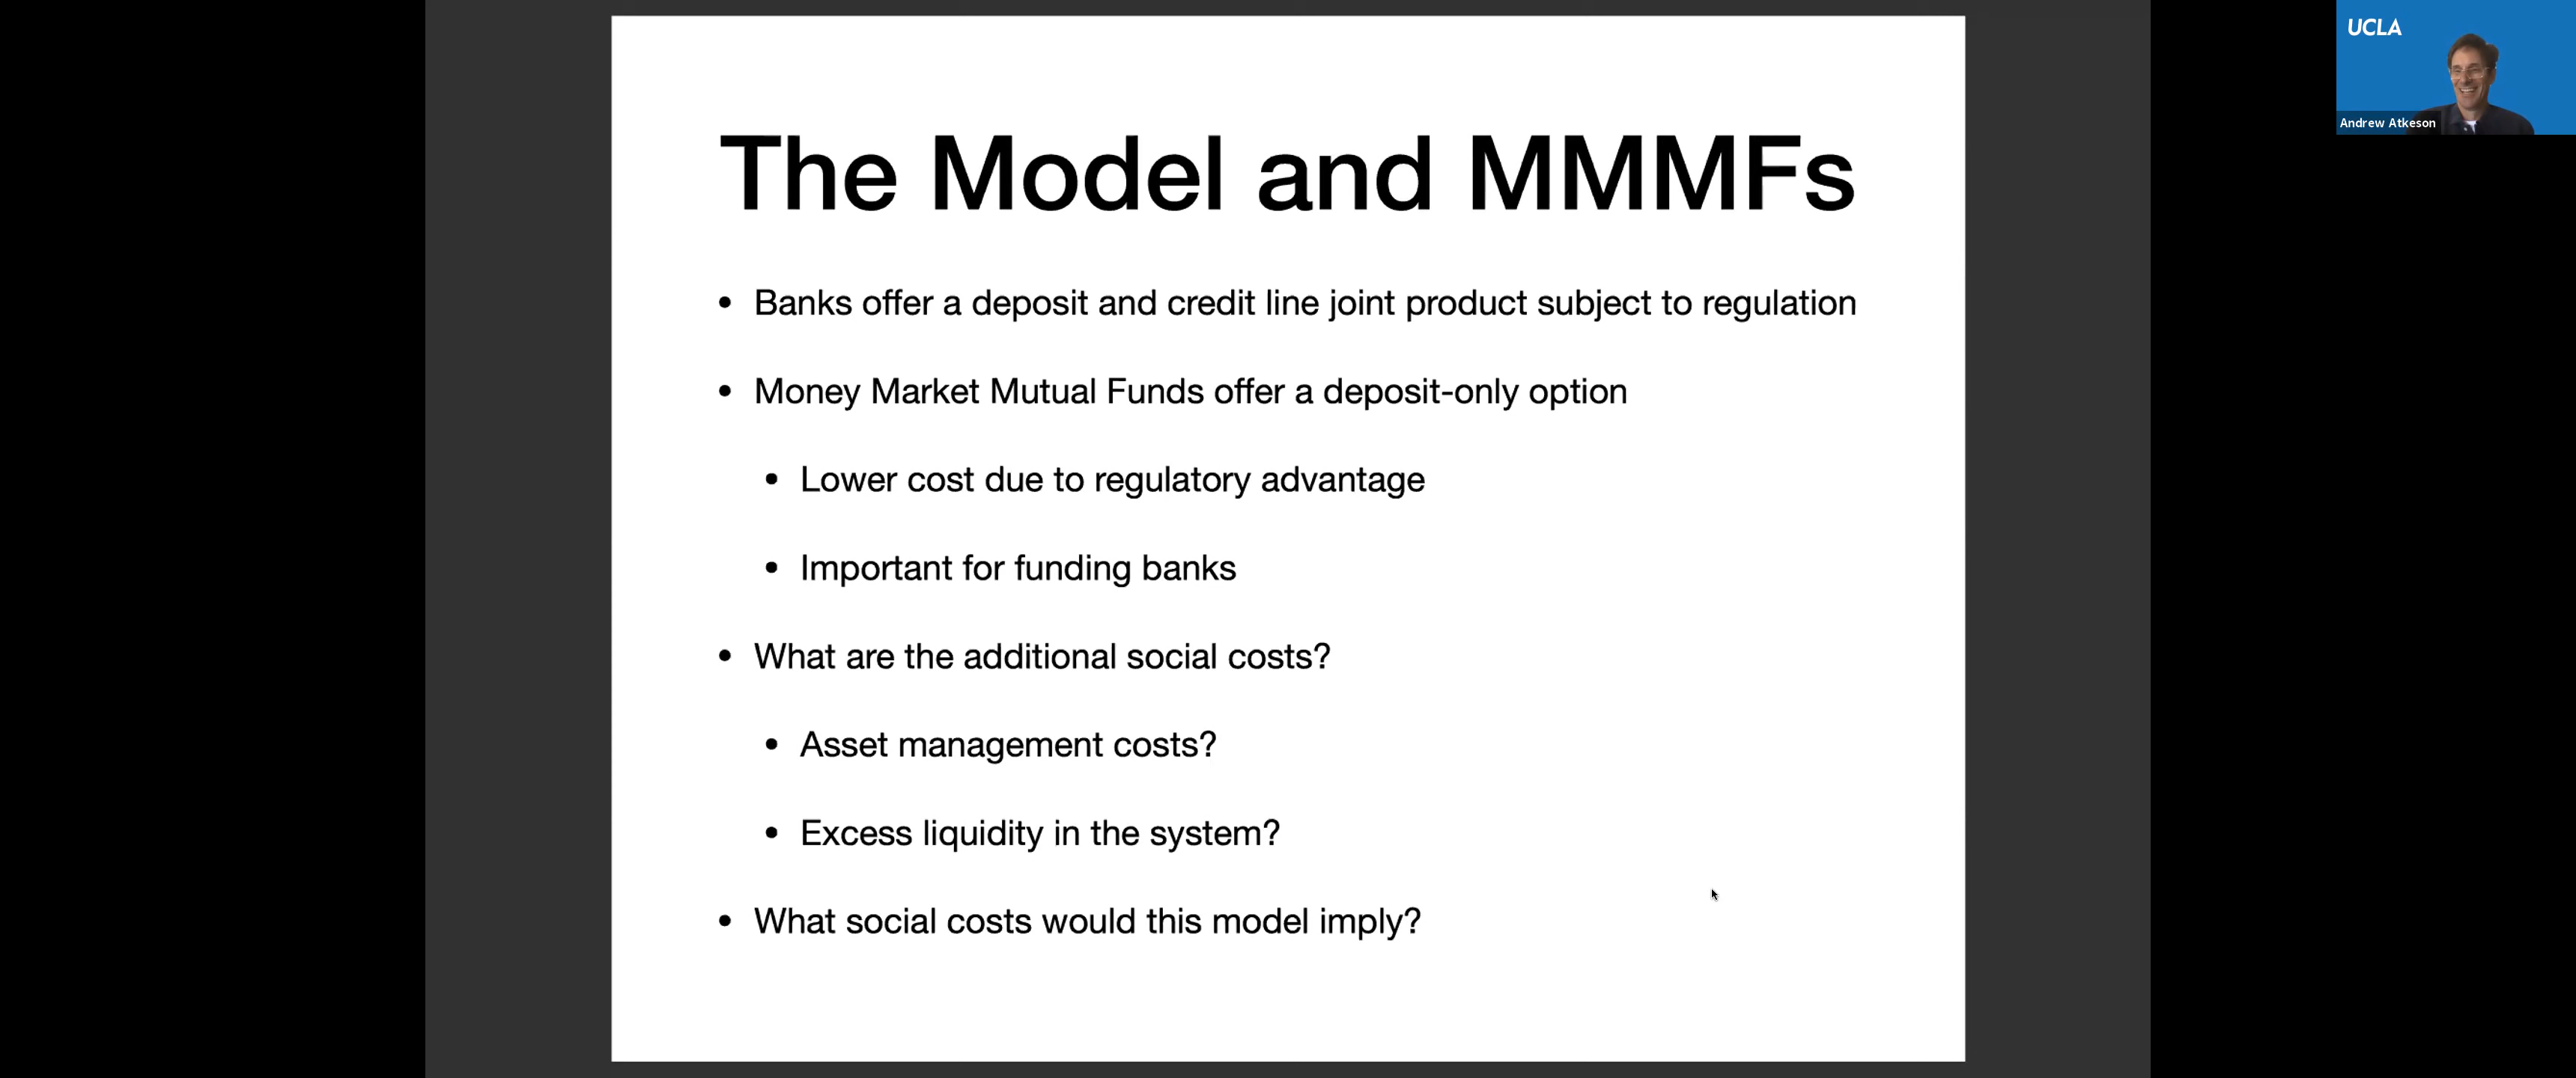 The Model and MMMFs
• Banks offer a deposit and credit line joint product subject to regulation
• Money Market Mutual Funds offer a deposit-only option
• Lower cost due to regulatory advantage
• Important for funding banks
• What are the additional social costs?
• Asset management costs?
• Excess liquidity in the system?
• What social costs would this model imply?
UCLA
Andrew Atkeson